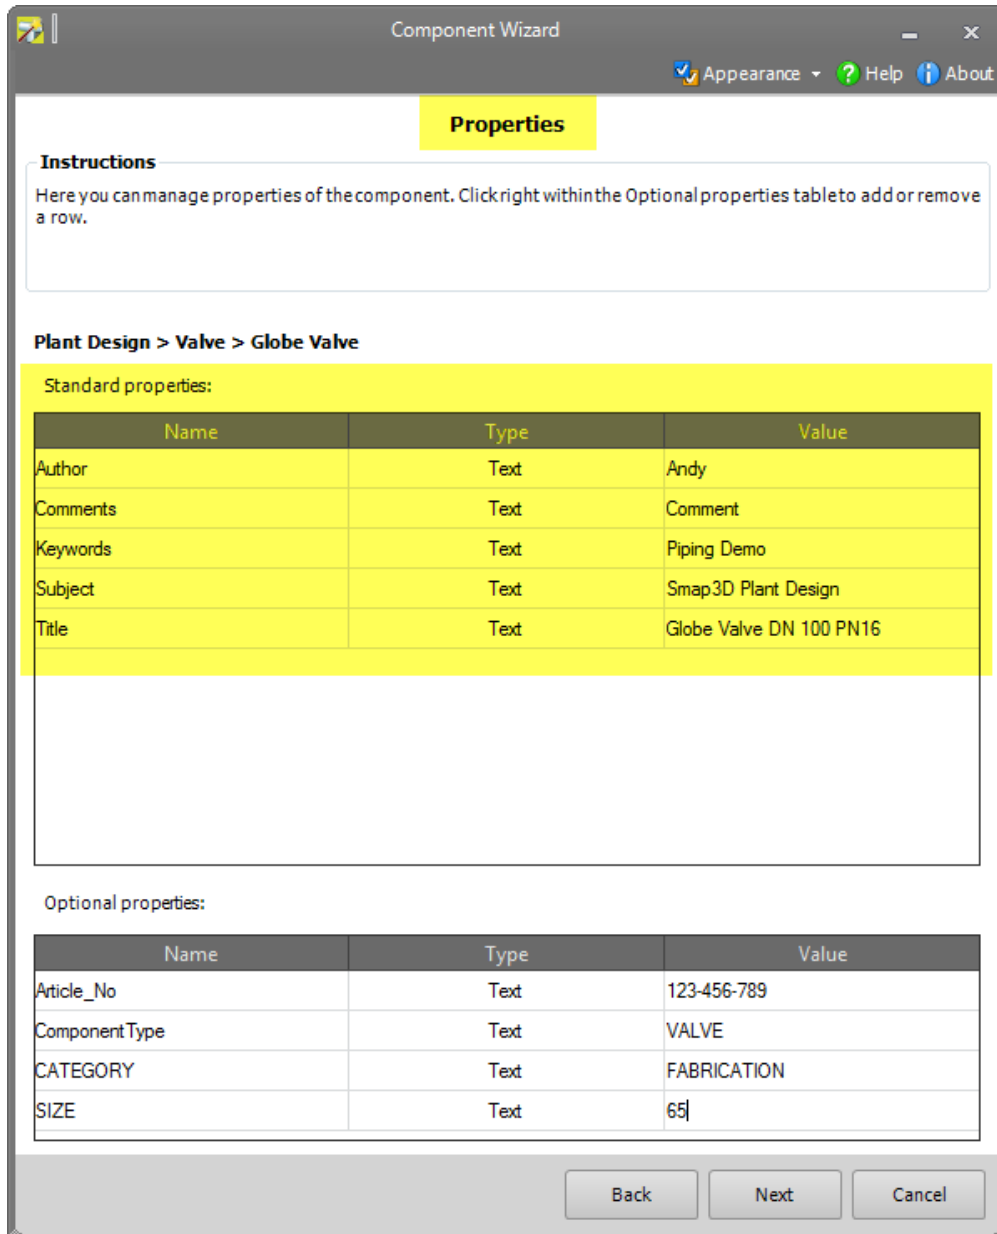 Component Wizard
Appearance Help About
Properties
Instructions
Here you can manage properties of the component. Click right within the Optional properties table to add or remove
a row.
Plant Design > Valve > Globe Valve
Standard properties:
Name Type Value
Author Text Andy
Comments Text Comment
Keywords Text Piping Demo
Subject Text Smap3D Plant Design
Title Text Globe Valve DN 100 PN16
Optional properties:
Name Type Value
Article_No Text 123-456-789
ComponentType Text VALVE
CATEGORY Text FABRICATION
SIZE Text 65
Back Next Cancel